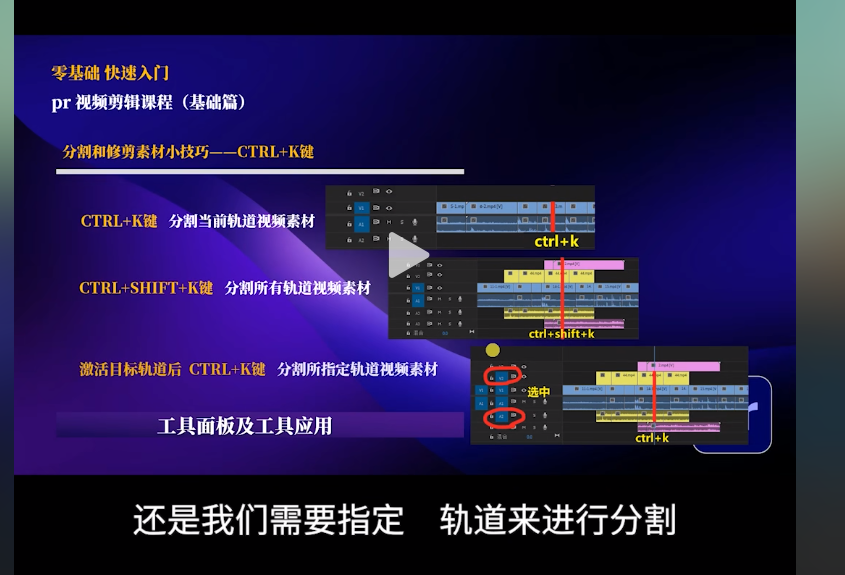 零基础 快速入门
pr 视频剪辑课程（基础篇）
分割和修剪素材小技巧——CTRL+K键
CTRL+K键 分割当前轨道视频素材
ctrl+k
CTRL+SHIFT+K键 分割所有轨道视频素材
ctrl+shift+k
激活目标轨道后 CTRL+K键 分割所指定轨道视频素材
选中
ctrl+k
工具面板及工具应用
还是我们需要指定 轨道来进行分割